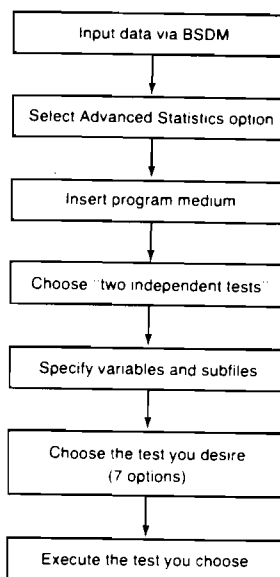 Input data via BSDM
Select Advanced Statistics option
Insert program medium
Choose "two independent tests"
Specify variables and subfiles
Choose the test you desire
(7 options)
Execute the test you choose